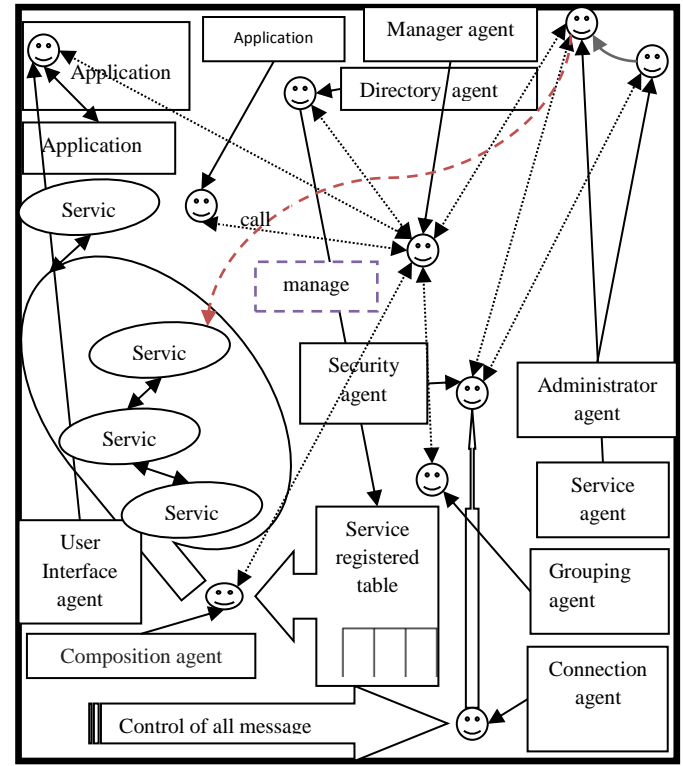 Application
Manager agent
Application
Directory agent
Application
Servic
call
manage
Servic
Security
agent
Administrator
agent
Servic
Service
agent
Servic
Service
registered
table
User
Interface
agent
Grouping
agent
Composition agent
Connection
agent
Control of all message